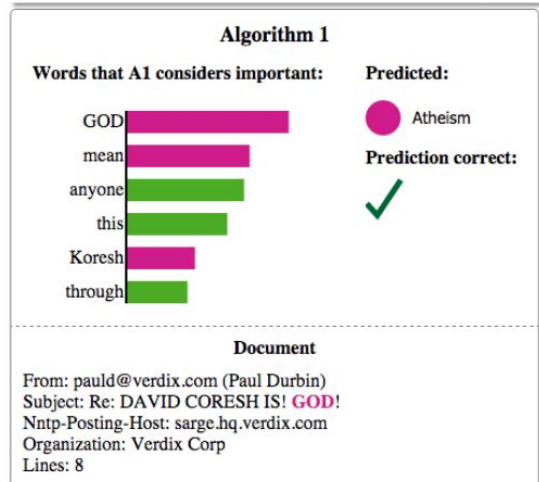 Algorithm 1
Words that A1 considers important:
Predicted:
GOD
mean
anyone
this
Koresh
through
Atheism
Prediction correct:
Document
From: pauld@verdix.com (Paul Durbin)
Subject: Re: DAVID CORESH IS! GOD!
Nntp-Posting-Host: sarge.hq.verdix.com
Organization: Verdix Corp
Lines: 8